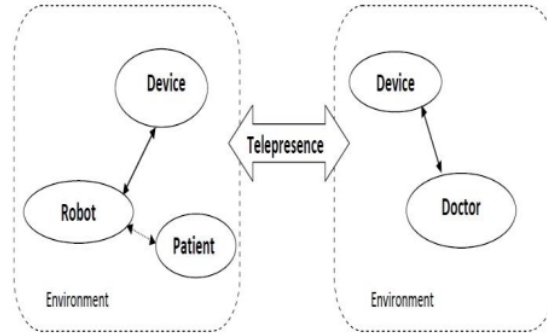 Device
Robot
Patient
Environment
Telepresence
Device
Doctor
Environment